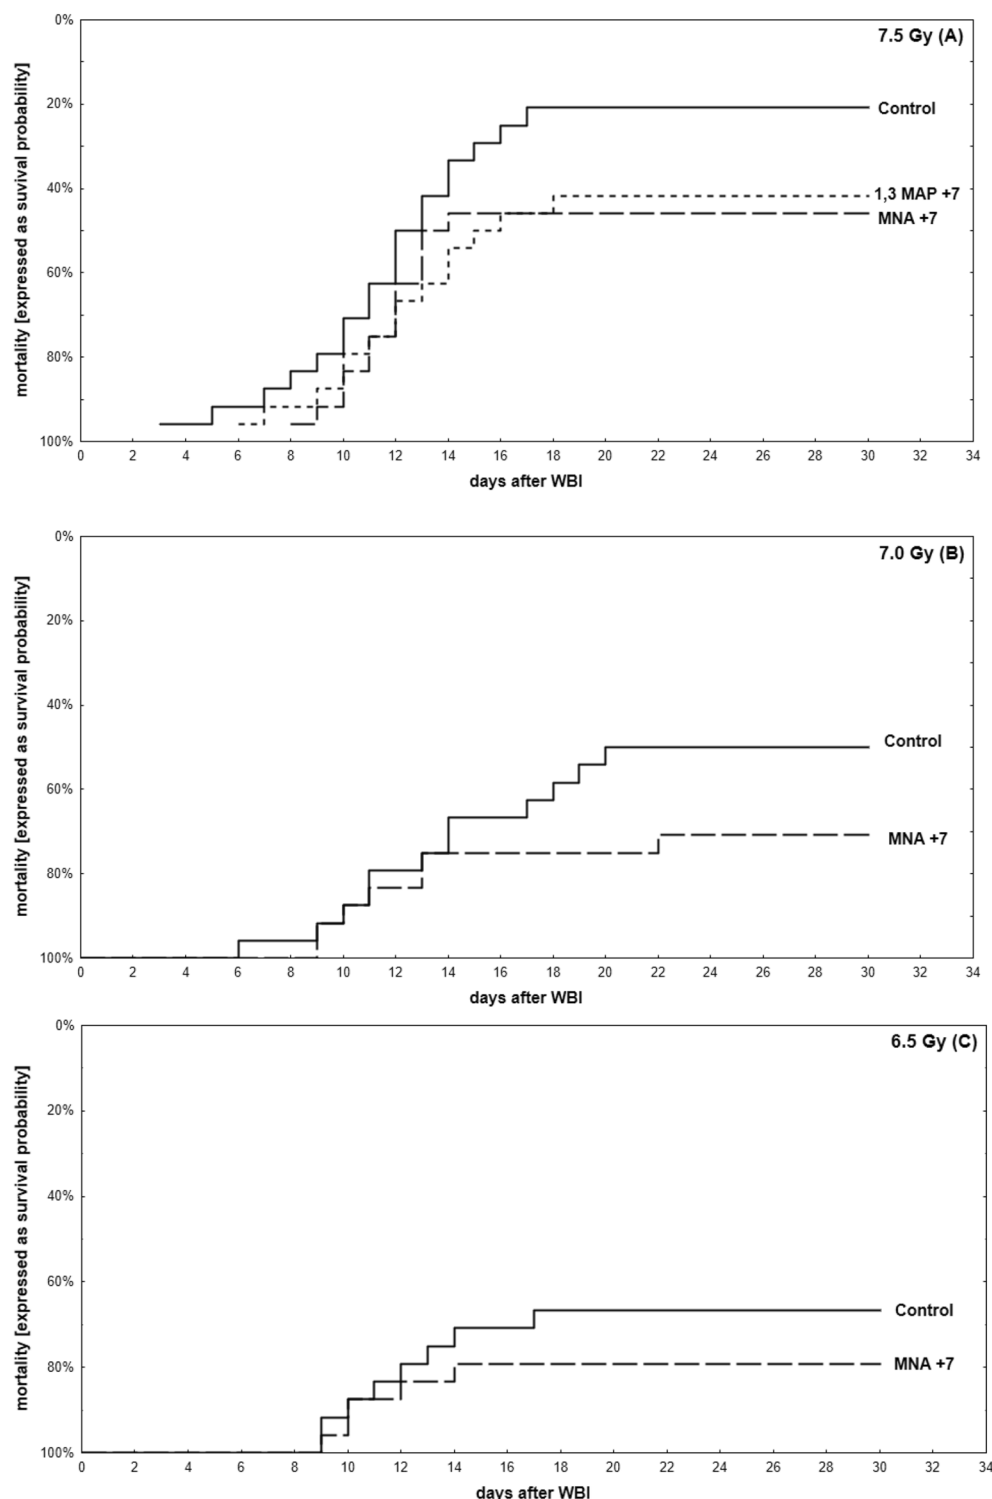 7.5 Gy (A)
mortality [expressed as suvival probability]
0%
20%
40%
60%
80%
100%
Control
1,3 MAP +7
MNA +7
0 2 4 6 8 10 12 14 16 18 20 22 24 26 28 30 32 34
days after WBI
7.0 Gy (B)
mortality [expressed as survival probability]
0%
20%
40%
60%
80%
100%
Control
MNA +7
0 2 4 6 8 10 12 14 16 18 20 22 24 26 28 30 32 34
days after WBI
6.5 Gy (C)
mortality [expressed as survival probability]
0%
20%
40%
60%
80%
100%
Control
MNA +7
0 2 4 6 8 10 12 14 16 18 20 22 24 26 28 30 32 34
days after WBI